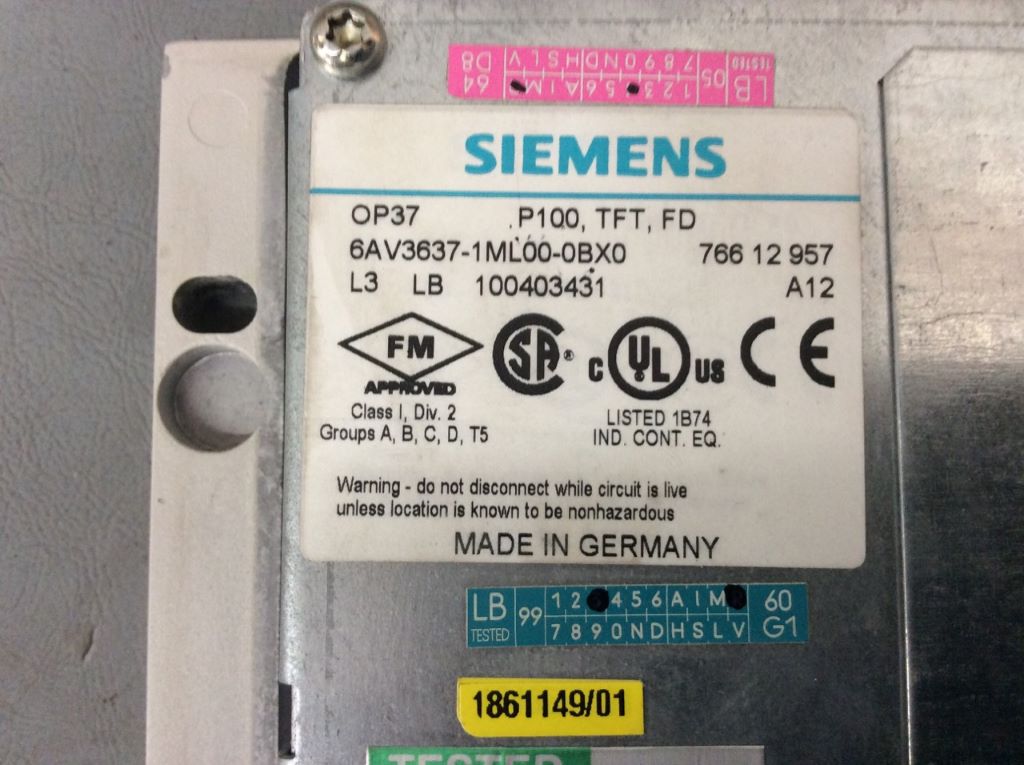 LB TESTED 05 1 2 3 5 6 A I M 64
7 8 9 0 N D H S L V D8
SIEMENS
OP37 P100, TFT, FD
6AV3637-1ML00-0BX0 766 12 957
L3 LB 100403431 A12
FM APPROVED
SA ®
C UL US
CE
Class I, Div. 2
Groups A, B, C, D, T5
LISTED 1B74
IND. CONT. EQ.
Warning - do not disconnect while circuit is live
unless location is known to be nonhazardous
MADE IN GERMANY
LB 99 1 2 4 5 6 A I M 60
TESTED 7 8 9 0 N D H S L V G1
1861149/01
TESTED